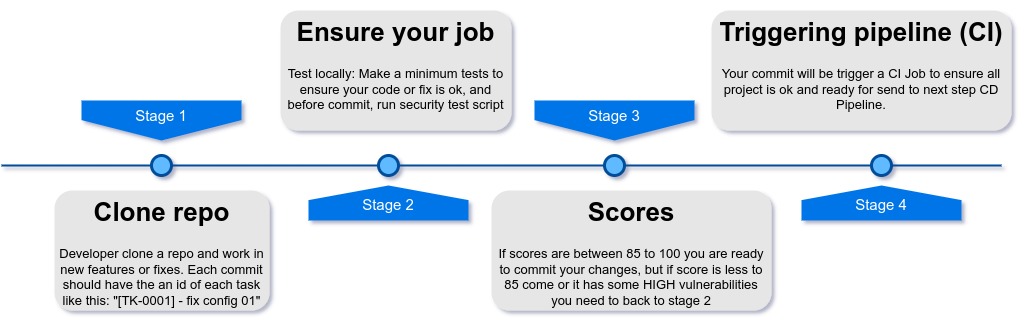 Stage 1
Clone repo
Developer clone a repo and work in
new features or fixes. Each commit
should have the an id of each task
like this: "[TK-0001] - fix config 01"
Ensure your job
Test locally: Make a minimum tests to
ensure your code or fix is ok, and
before commit, run security test script
Stage 2
Stage 3
Scores
If scores are between 85 to 100 you are ready
to commit your changes, but if score is less to
85 come or it has some HIGH vulnerabilities
you need to back to stage 2
Triggering pipeline (CI)
Your commit will be trigger a CI Job to ensure all
project is ok and ready for send to next step CD
Pipeline.
Stage 4